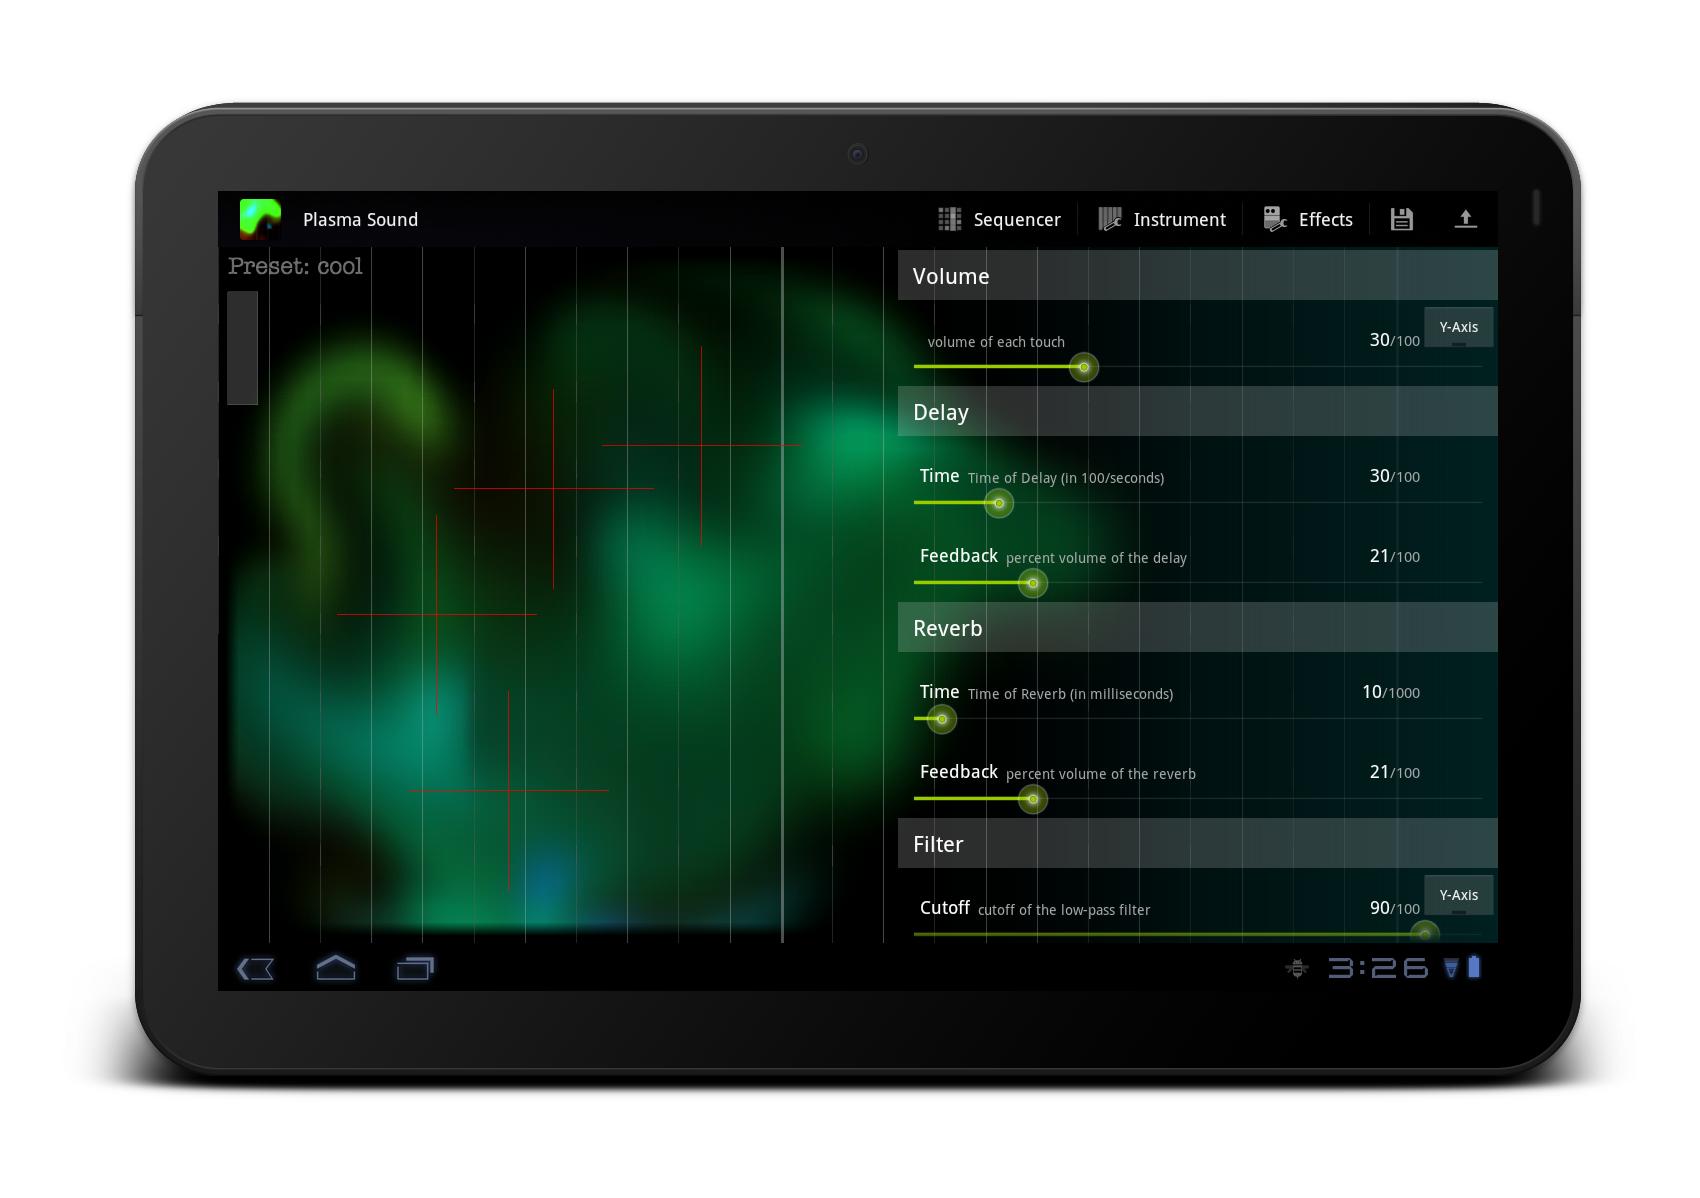 Plasma Sound
Sequencer
Instrument
Effects
Preset: cool
Volume
volume of each touch
30/100
Y-Axis
Delay
Time Time of Delay (in 100/seconds)
30/100
Feedback percent volume of the delay
21/100
Reverb
Time Time of Reverb (in milliseconds)
10/1000
Feedback percent volume of the reverb
21/100
Filter
Cutoff cutoff of the low-pass filter
90/100
Y-Axis
3:26